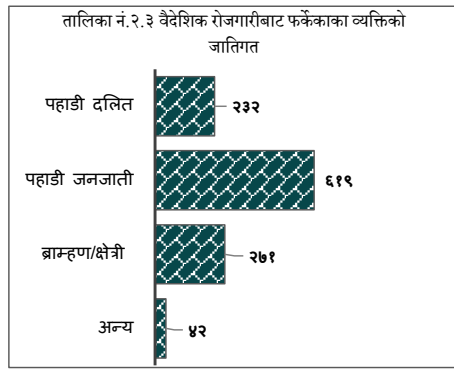 तालिका नं.२.३ वैदेशिक रोजगारीबाट फर्केकाका व्यक्तिको
जातिगत
पहाडी दलित २३२
पहाडी जनजाती ६१९
ब्राम्हण/क्षेत्री २७१
अन्य ४२